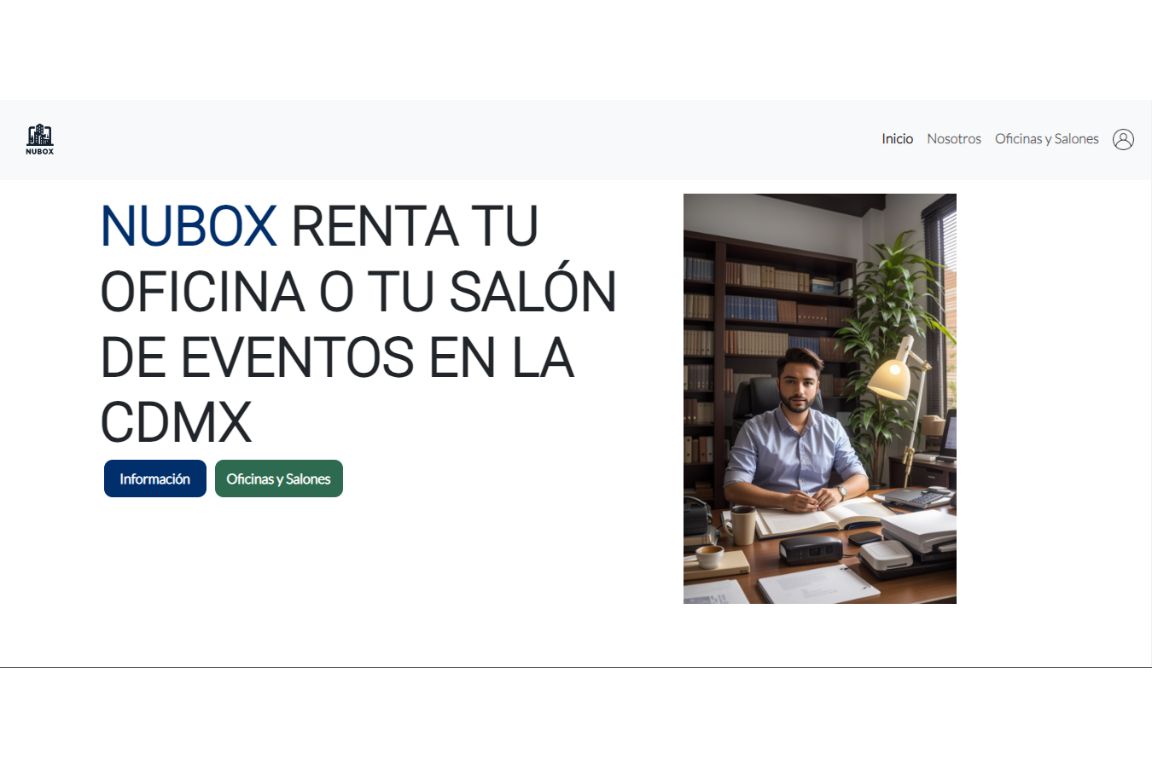 NUBOX
Inicio Nosotros Oficinas y Salones
NUBOX RENTA TU
OFICINA O TU SALÓN
DE EVENTOS EN LA
CDMX
Información Oficinas y Salones